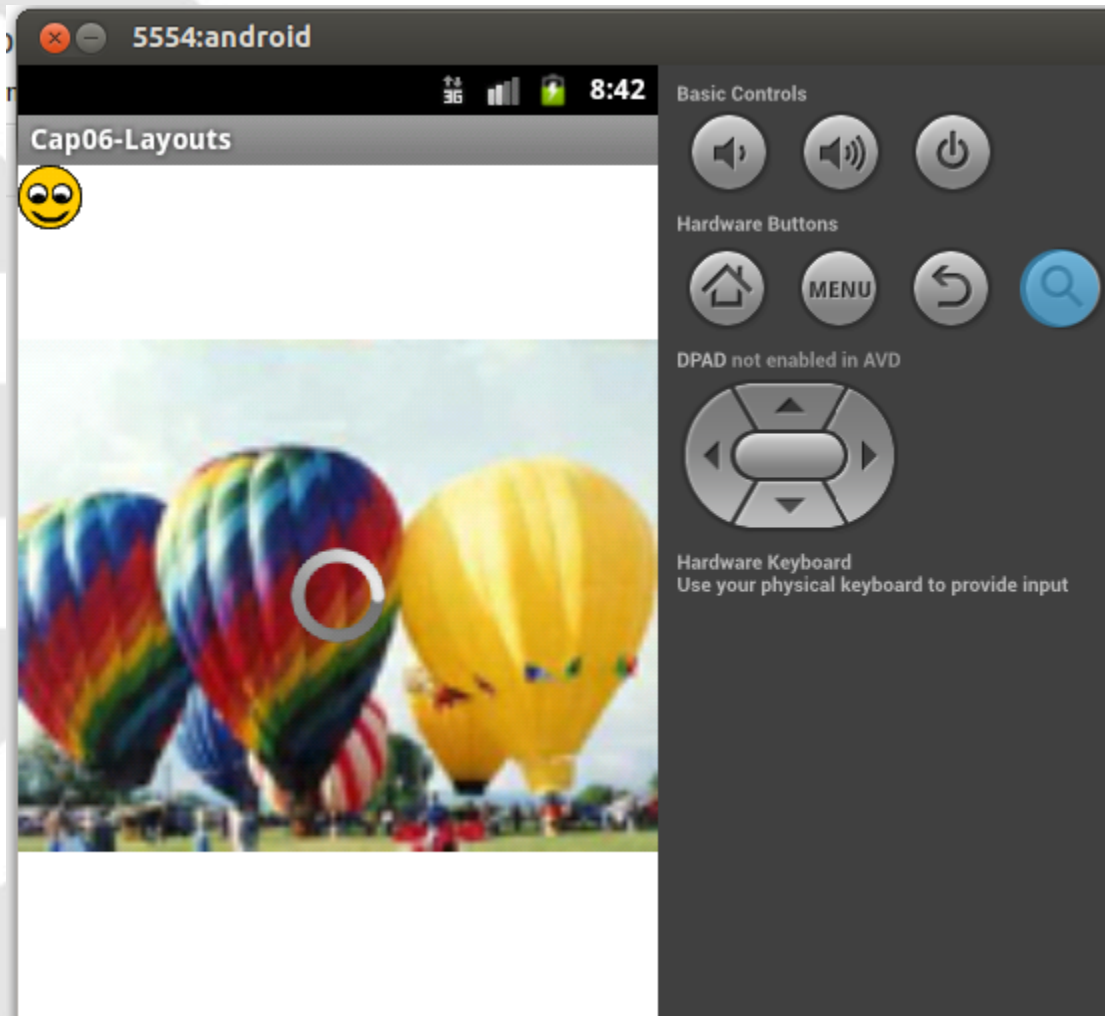 5554:android
3G 8:42
Cap06-Layouts
Basic Controls
Hardware Buttons
MENU
DPAD not enabled in AVD
Hardware Keyboard
Use your physical keyboard to provide input